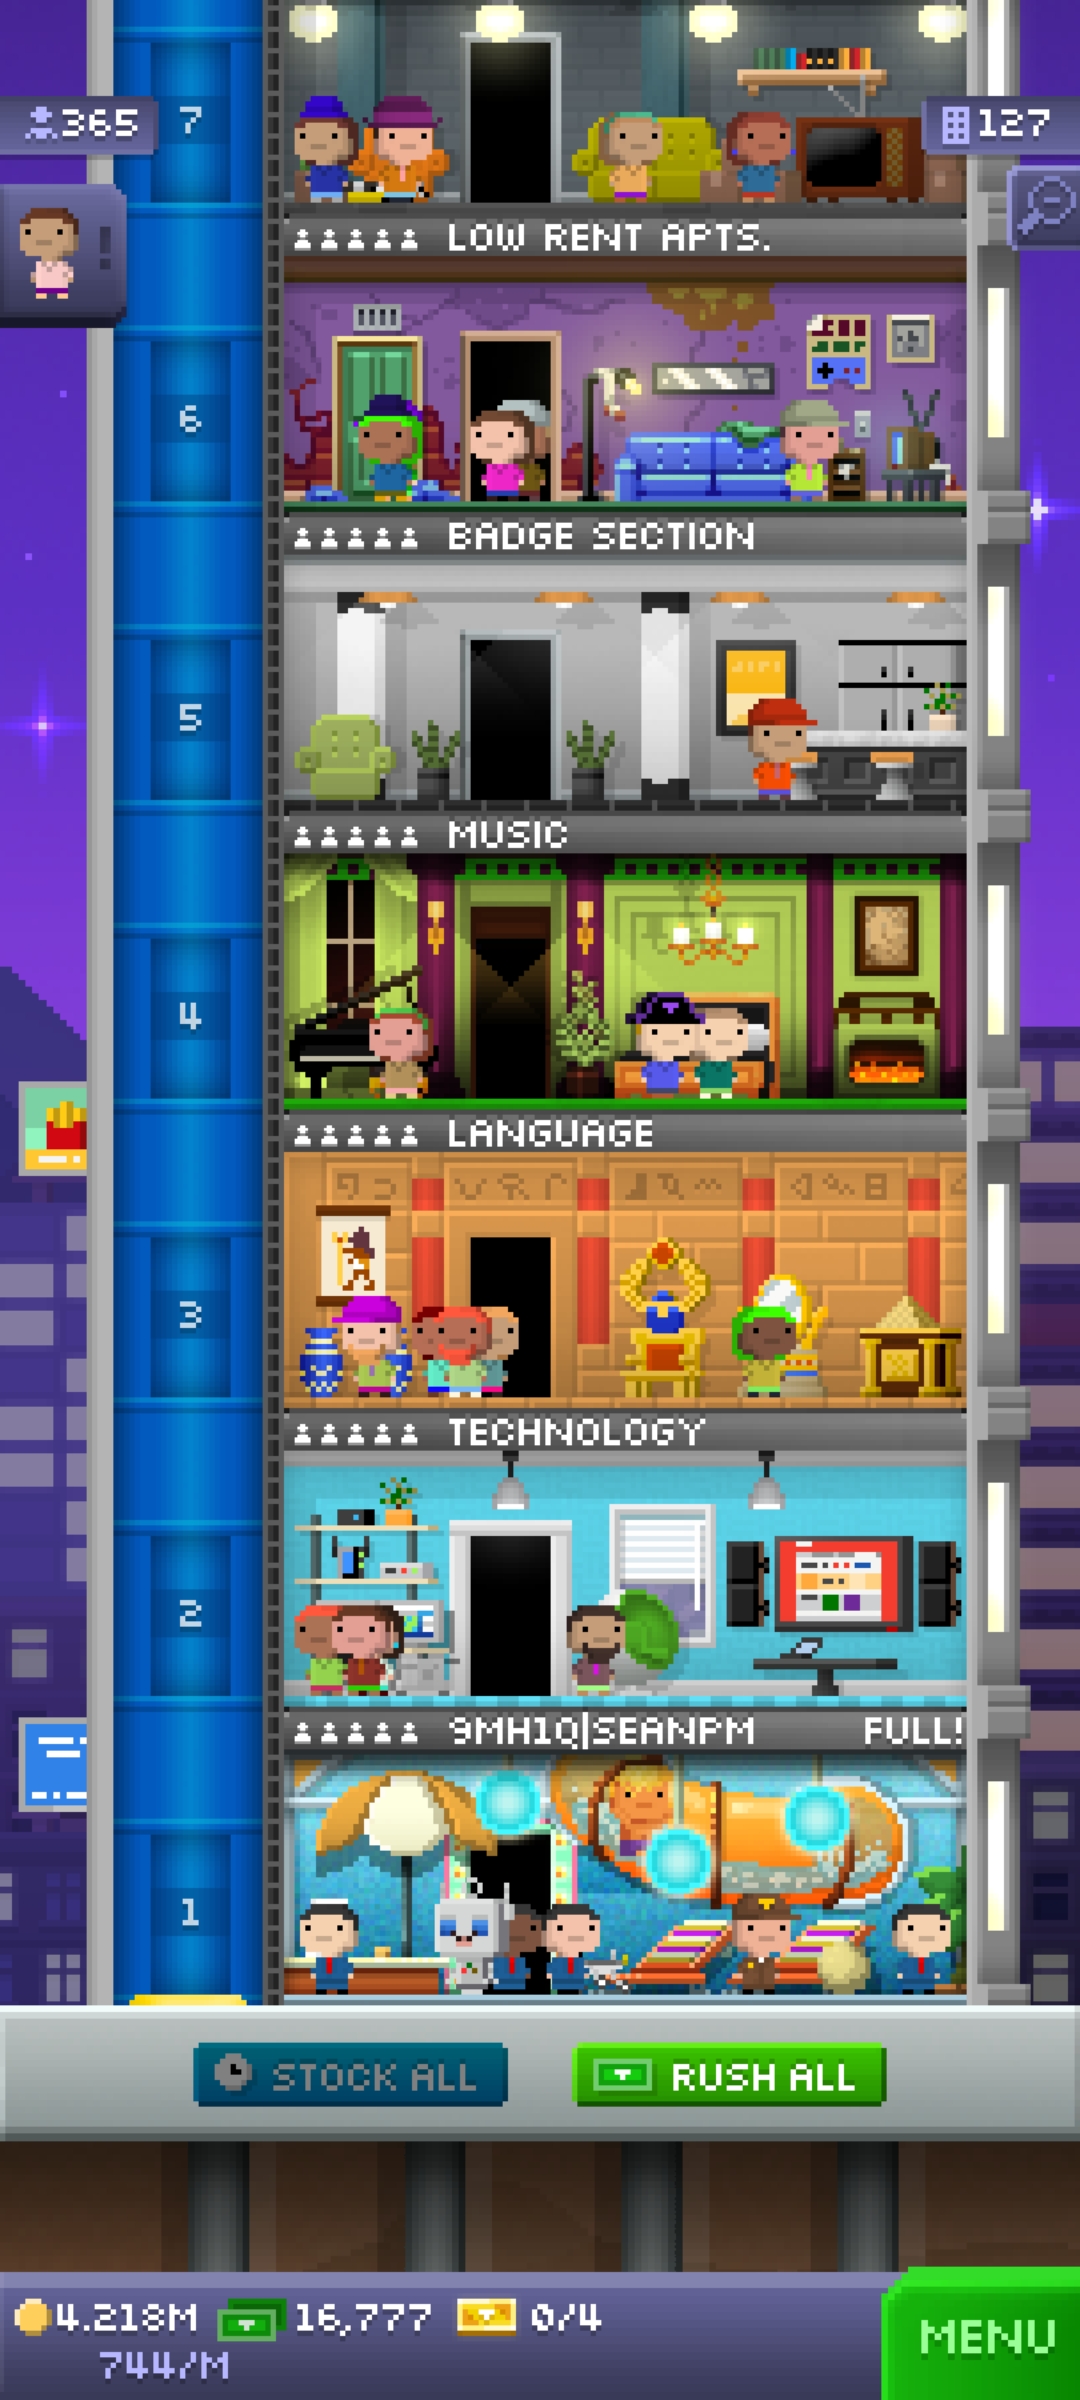 365
7
127
LOW RENT APTS.
6
BADGE SECTION
5
MUSIC
4
LANGUAGE
3
TECHNOLOGY
2
9MH1Q|SEANPM FULL!
1
STOCK ALL
RUSH ALL
4.218M 16,777 0/4
744/M
MENU